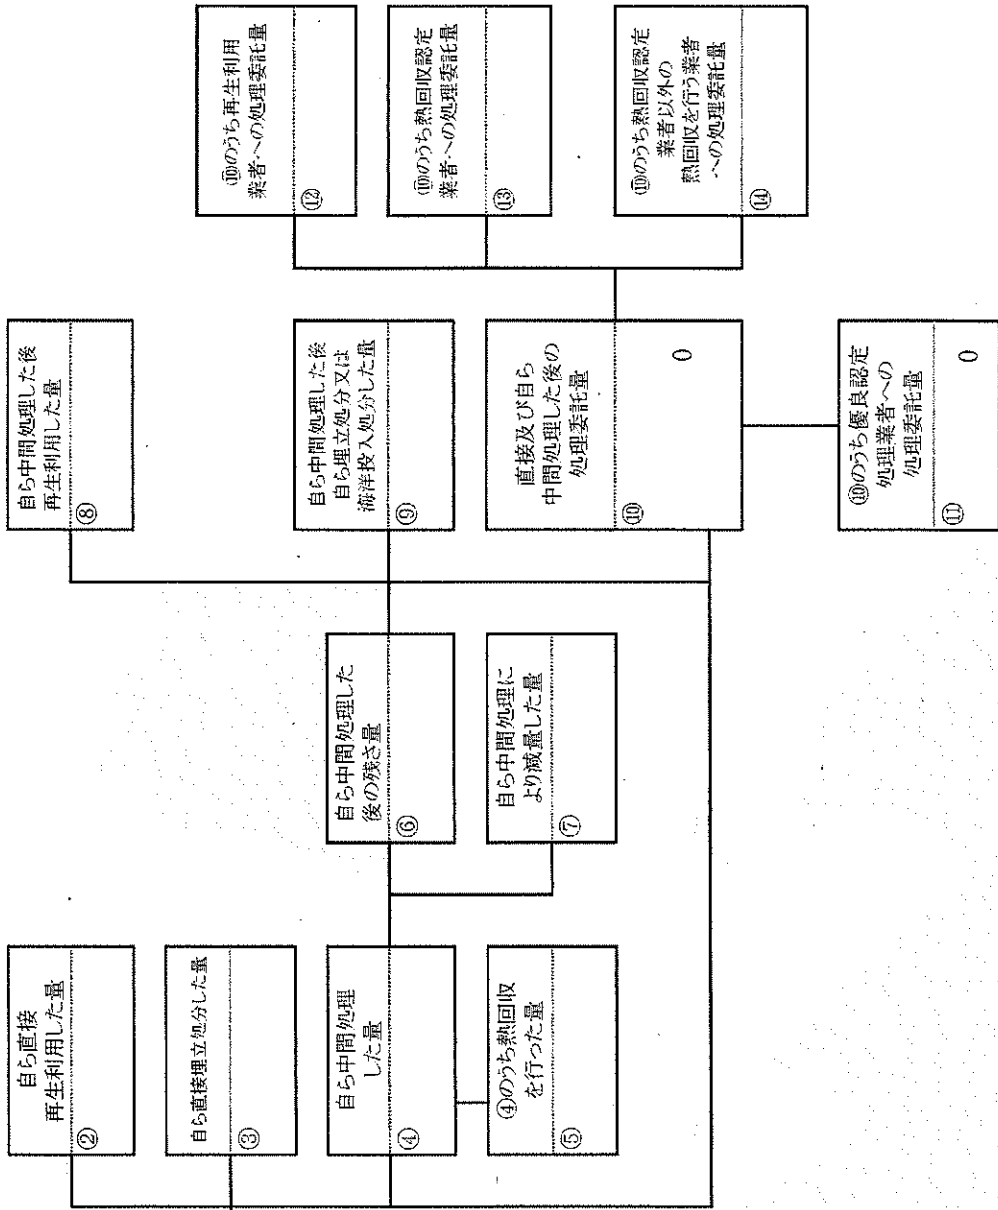 自ら直接
再生利用した量
②
自ら直接埋立処分した量
③
自ら中間処理
した量
④
④のうち熱回収
を行った量
⑤
自ら中間処理した
後の残さ量
⑥
自ら中間処理に
より減量した量
⑦
自ら中間処理した後
再生利用した量
⑧
自ら中間処理した後
自ら埋立処分又は
海洋投入処分した量
⑨
直接及び自ら
中間処理した後の
処理委託量
⑩
0
⑩のうち優良認定
処理業者への
処理委託量
⑪
0
⑩のうち再生利用
業者への処理委託量
⑫
⑩のうち熱回収認定
業者への処理委託量
⑬
⑩のうち熱回収認定
業者以外の
熱回収を行う業者
への処理委託量
⑭